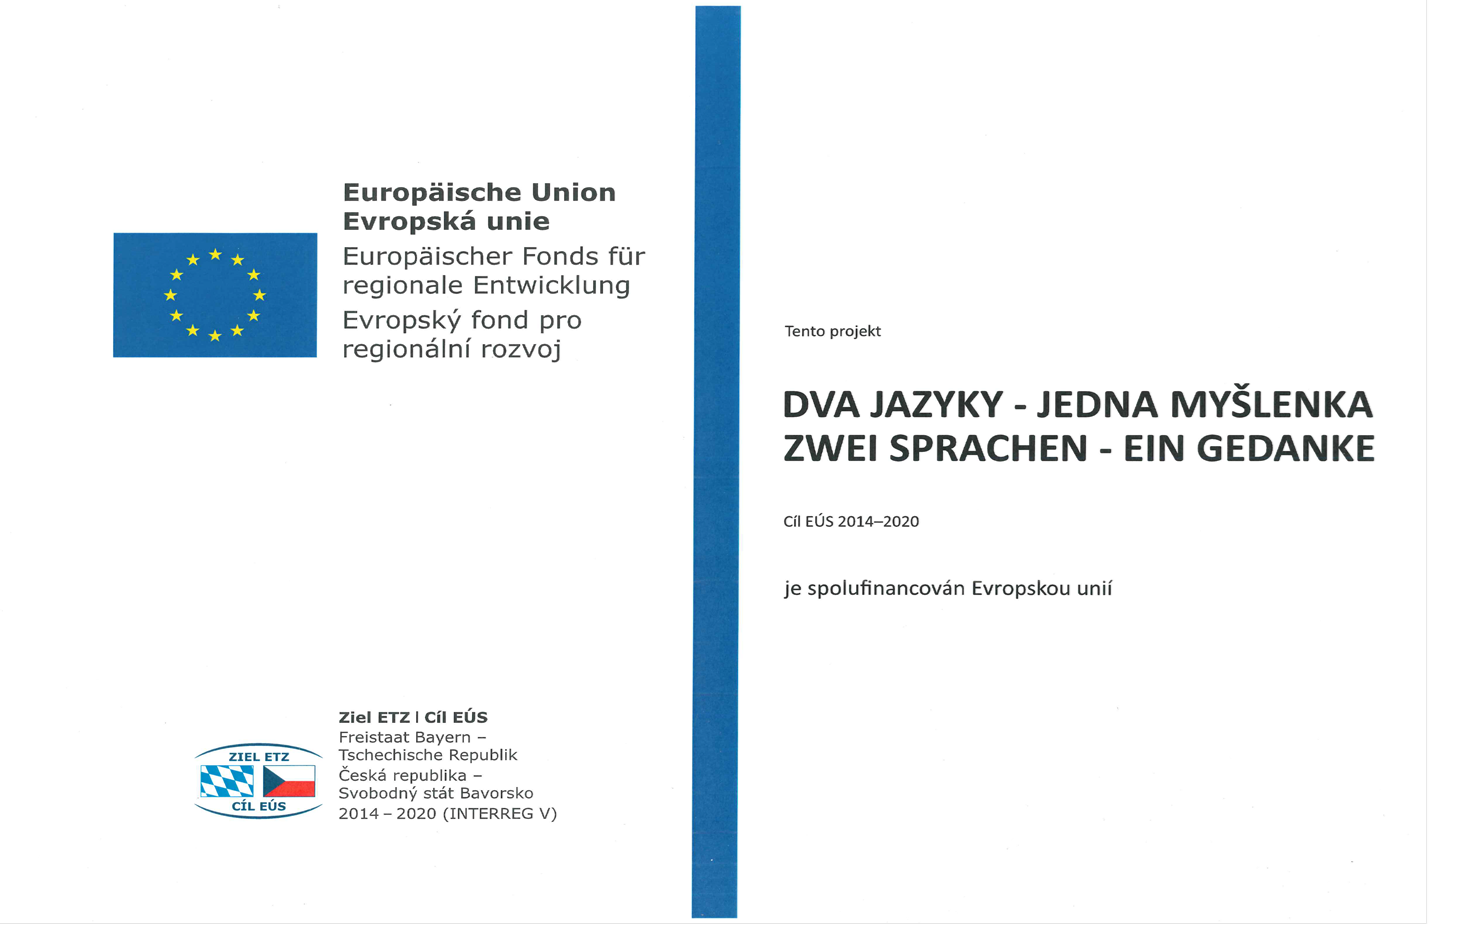 Europäische Union
Evropská unie
Europäischer Fonds für
regionale Entwicklung
Evropský fond pro
regionální rozvoj
Ziel ETZ | Cíl EÚS
Freistaat Bayern –
Tschechische Republik
Česká republika –
Svobodný stát Bavorsko
2014 – 2020 (INTERREG V)
ZIEL ETZ
CÍL EÚS
Tento projekt
DVA JAZYKY - JEDNA MYŠLENKA
ZWEI SPRACHEN - EIN GEDANKE
Cíl EÚS 2014–2020
je spolufinancován Evropskou unií